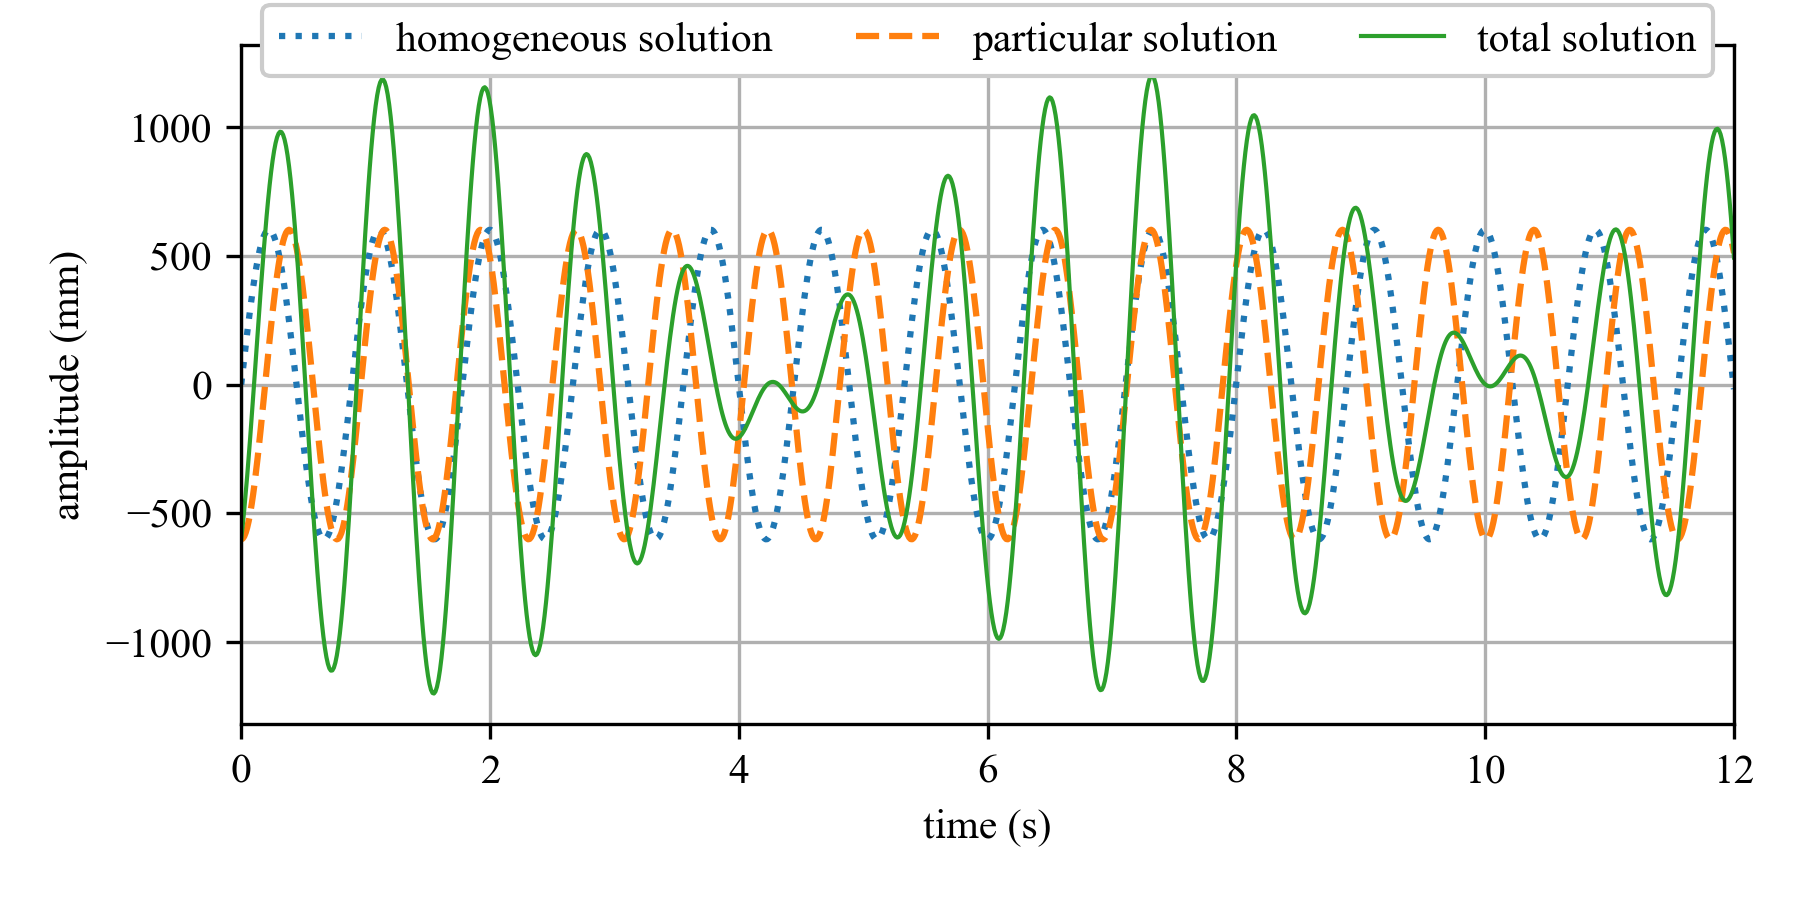 homogeneous solution particular solution total solution
1000
500
0
−500
−1000
amplitude (mm)
0 2 4 6 8 10 12
time (s)